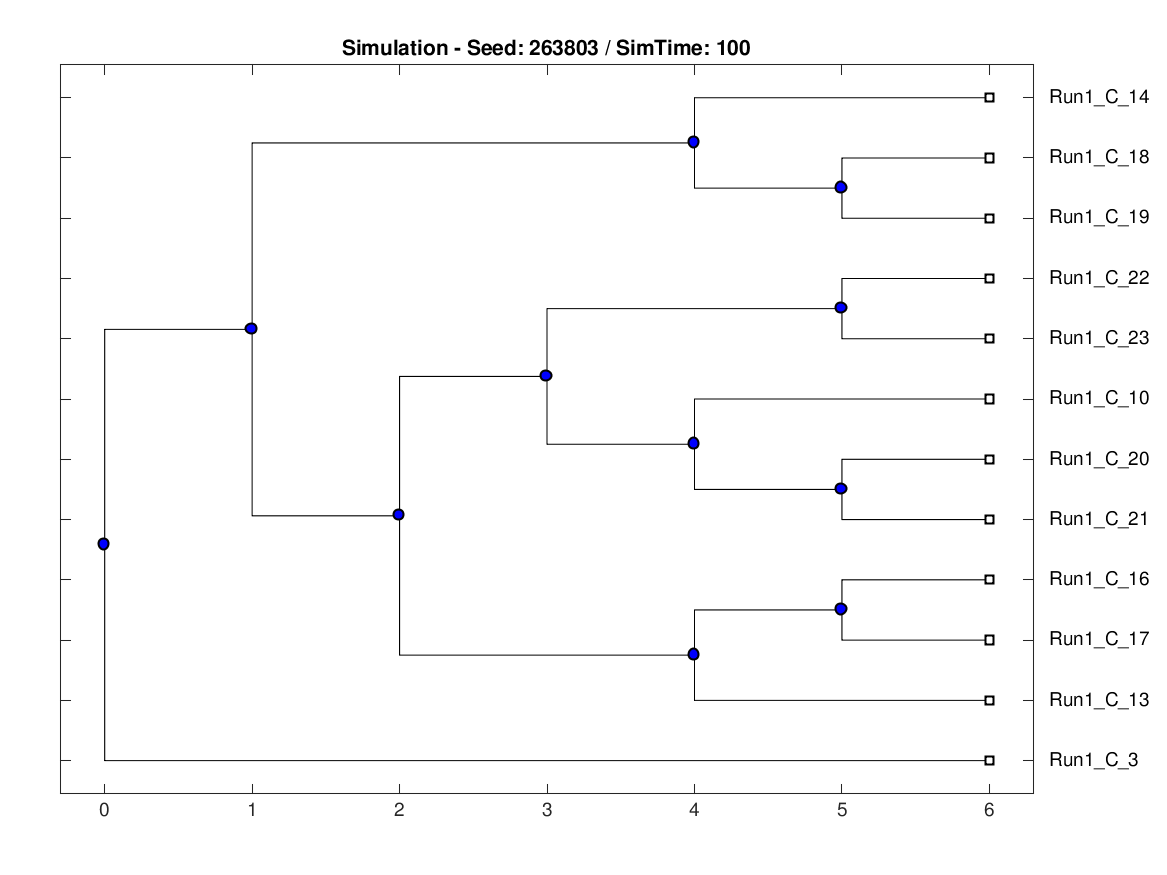 Simulation - Seed: 263803 / SimTime: 100
Run1_C_14
Run1_C_18
Run1_C_19
Run1_C_22
Run1_C_23
Run1_C_10
Run1_C_20
Run1_C_21
Run1_C_16
Run1_C_17
Run1_C_13
Run1_C_3
0 1 2 3 4 5 6